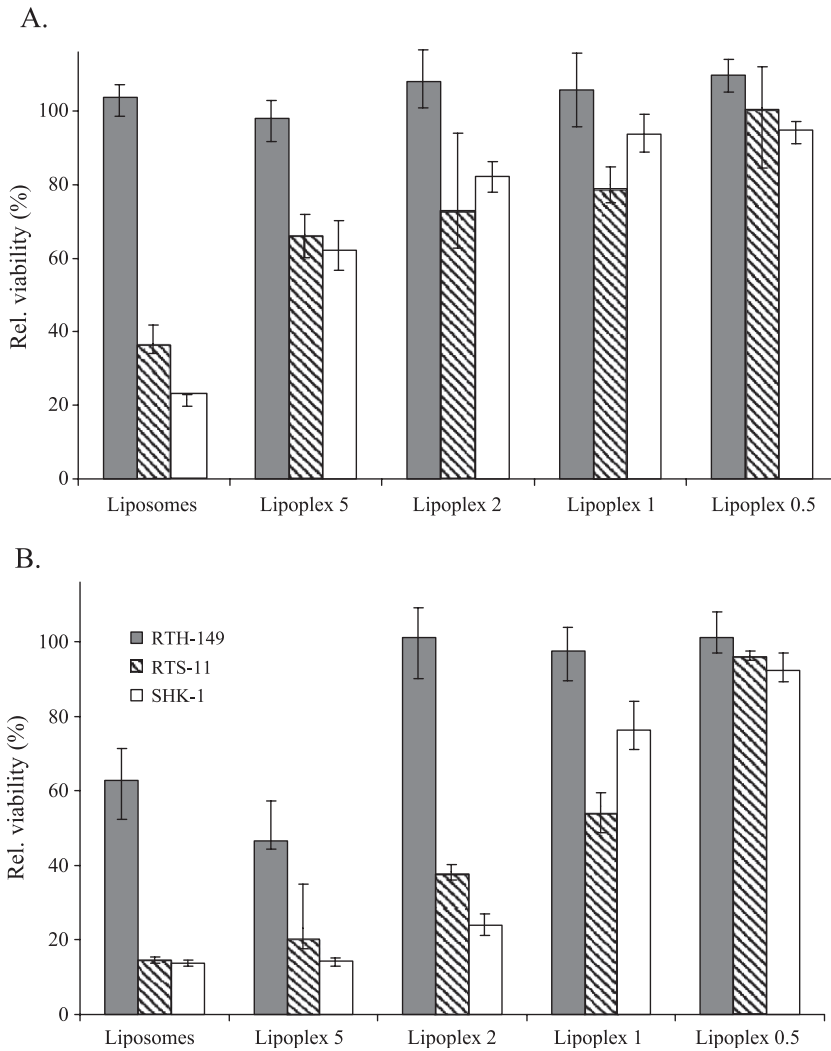 A.
100
80
60
40
20
0
Rel. viability (%)
Liposomes Lipoplex 5 Lipoplex 2 Lipoplex 1 Lipoplex 0.5
B.
RTH-149
RTS-11
SHK-1
100
80
60
40
20
0
Rel. viability (%)
Liposomes Lipoplex 5 Lipoplex 2 Lipoplex 1 Lipoplex 0.5